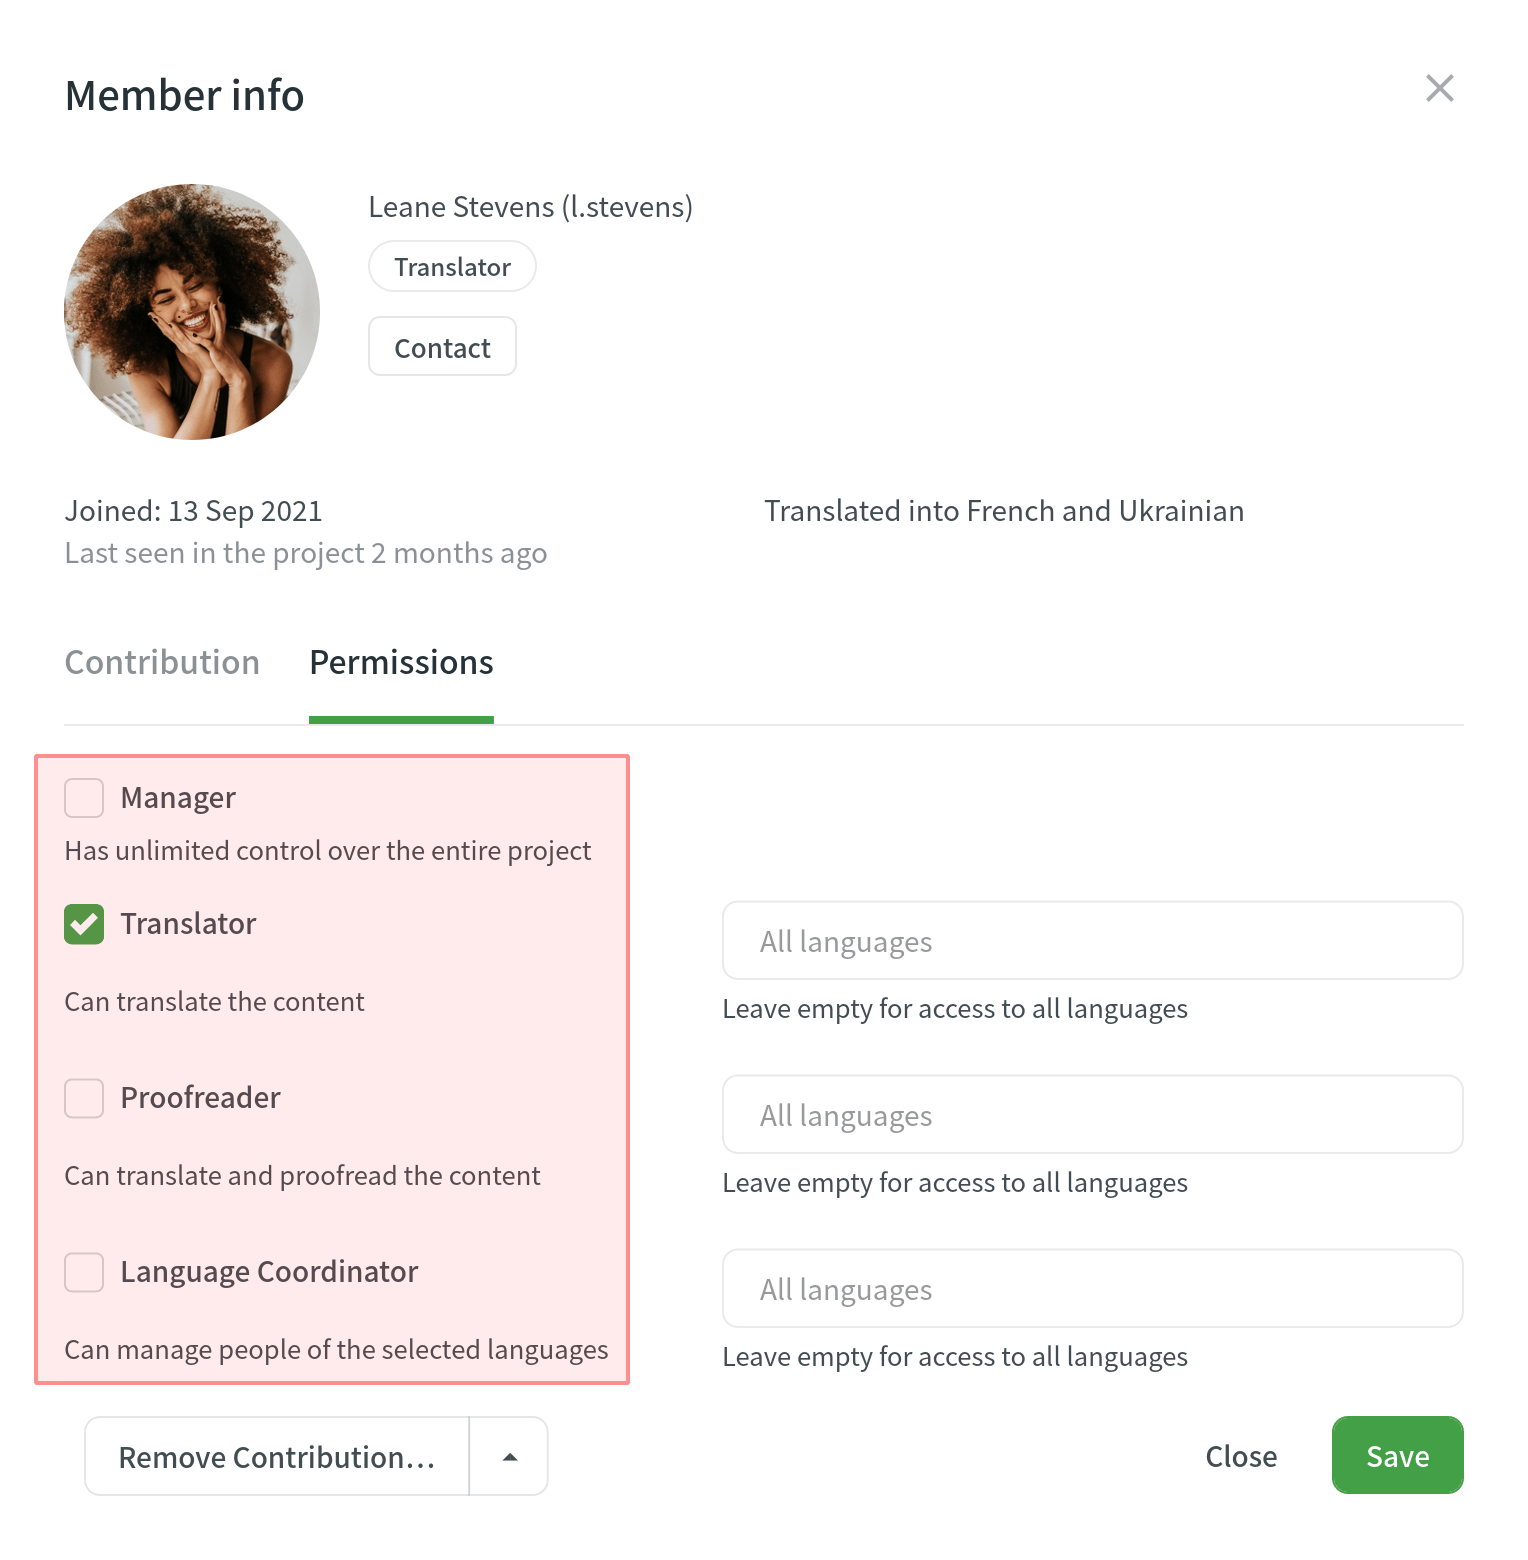 Member info
Leane Stevens (l.stevens)
Translator
Contact
Joined: 13 Sep 2021
Last seen in the project 2 months ago
Translated into French and Ukrainian
Contribution
Permissions
Manager
Has unlimited control over the entire project
Translator
Can translate the content
All languages
Leave empty for access to all languages
Proofreader
Can translate and proofread the content
All languages
Leave empty for access to all languages
Language Coordinator
Can manage people of the selected languages
All languages
Leave empty for access to all languages
Remove Contribution...
Close
Save